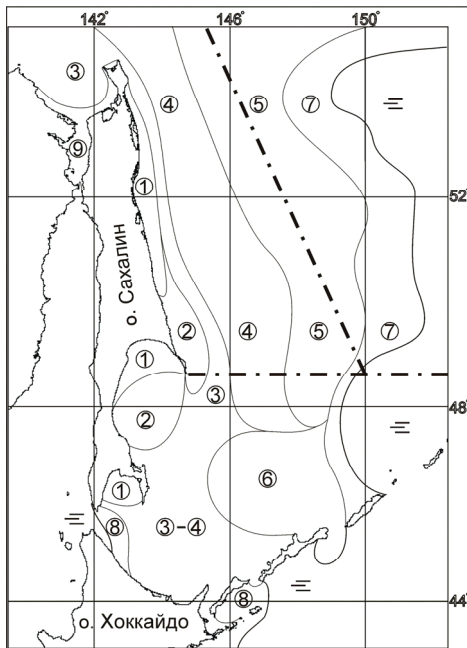 142° 146° 150°
③ ④ ⑤ ⑦
⑨
①
52°
о. Сахалин
② ④ ⑤ ⑦
①
③
48°
②
⑥
①
⑧ ③-④
44°
⑧
о. Хоккайдо